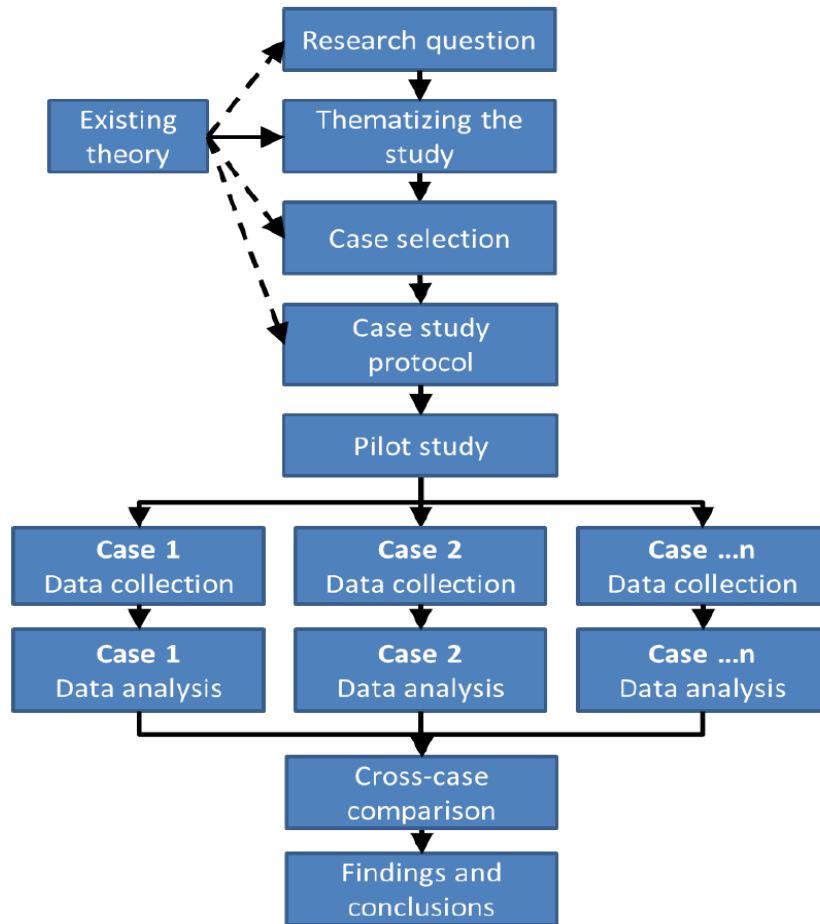 Research question
Existing
theory
Thematizing the
study
Case selection
Case study
protocol
Pilot study
Case 1
Data collection
Case 2
Data collection
Case ...n
Data collection
Case 1
Data analysis
Case 2
Data analysis
Case ...n
Data analysis
Cross-case
comparison
Findings and
conclusions